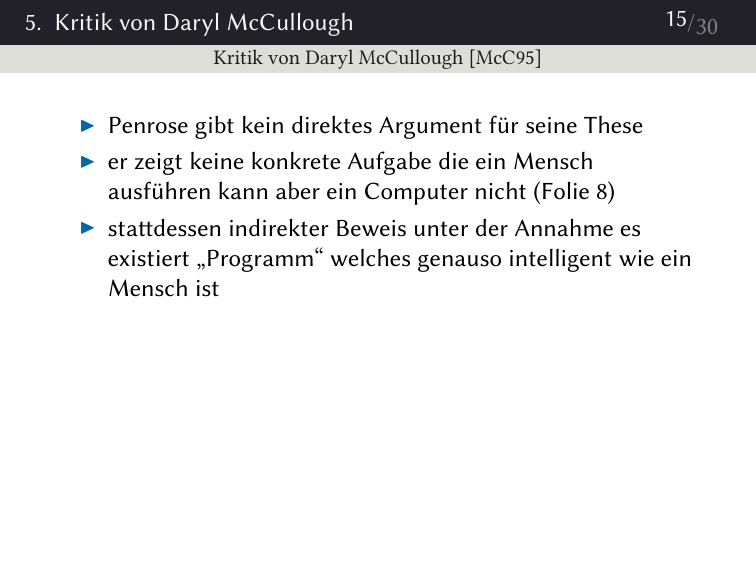 5. Kritik von Daryl McCullough 15/30
Kritik von Daryl McCullough [McC95]
▶ Penrose gibt kein direktes Argument für seine These
▶ er zeigt keine konkrete Aufgabe die ein Mensch
ausführen kann aber ein Computer nicht (Folie 8)
▶ stattdessen indirekter Beweis unter der Annahme es
existiert „Programm“ welches genauso intelligent wie ein
Mensch ist